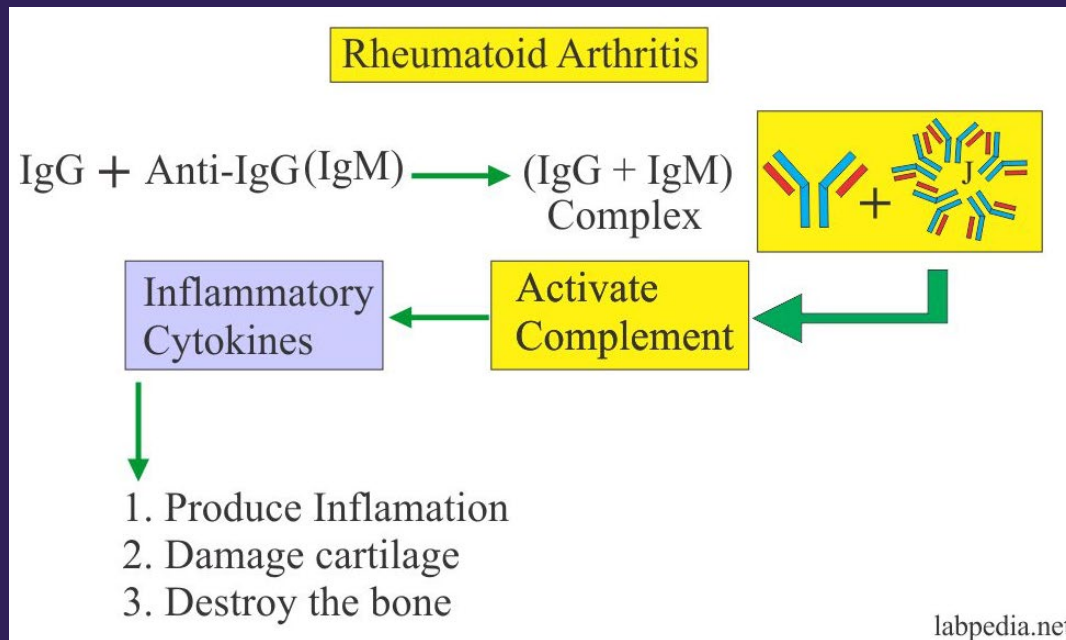 Rheumatoid Arthritis
IgG + Anti-IgG(IgM) (IgG + IgM)
Complex
+
J
Inflammatory
Cytokines
Activate
Complement
1. Produce Inflamation
2. Damage cartilage
3. Destroy the bone
labpedia.net